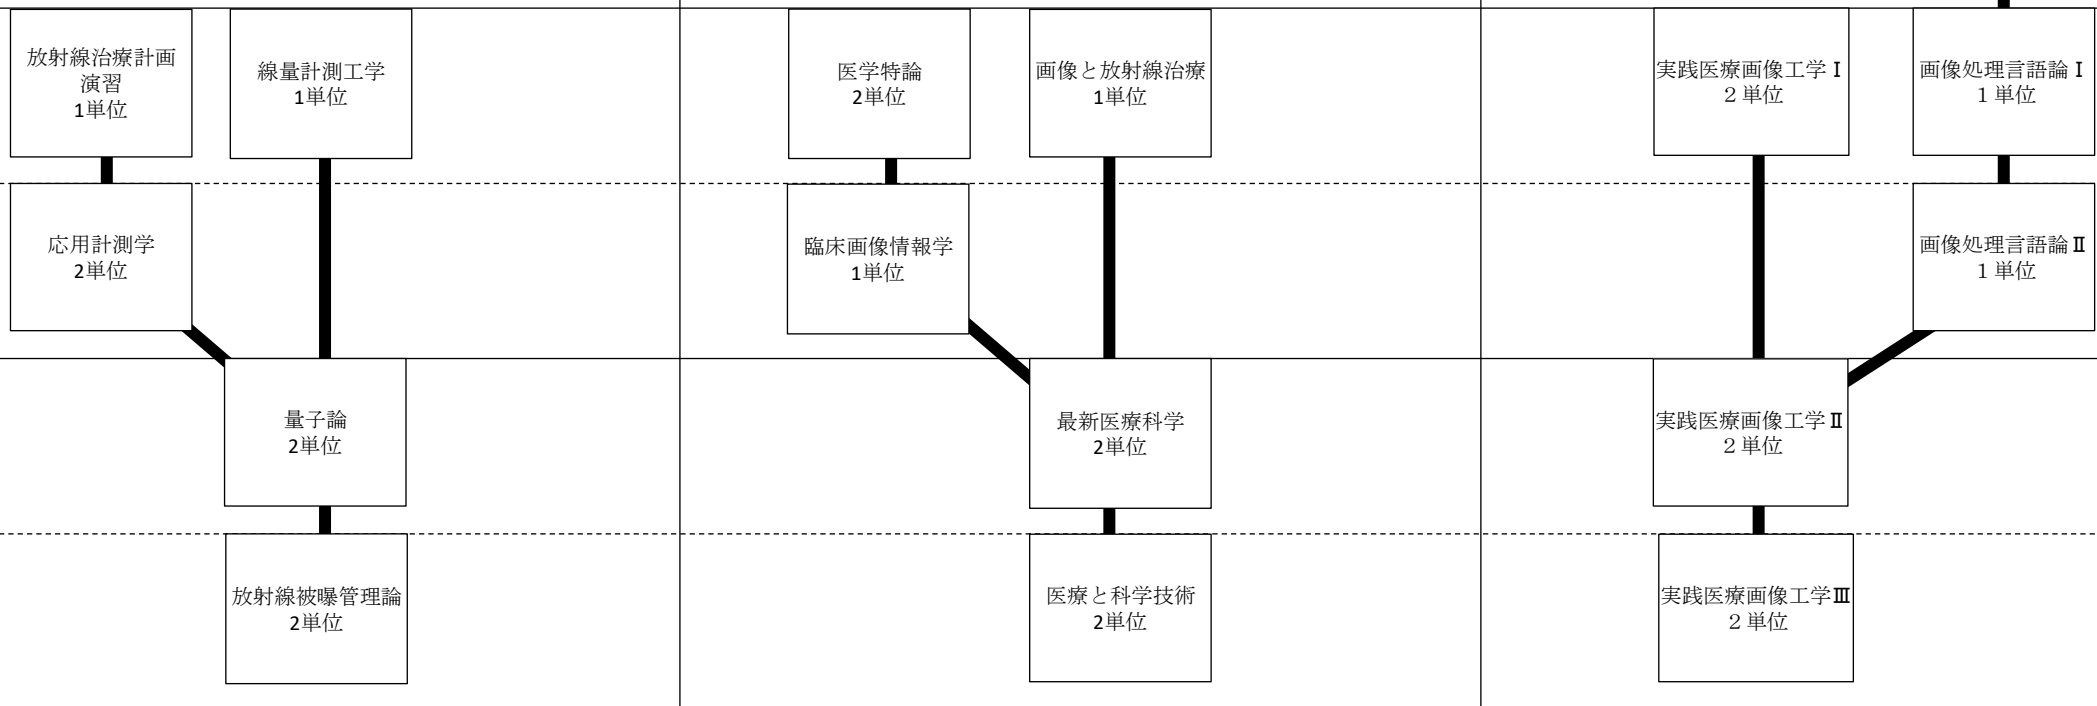 放射線治療計画
演習
1単位
線量計測工学
1単位
医学特論
2単位
画像と放射線治療
1単位
実践医療画像工学Ⅰ
２単位
画像処理言語論Ⅰ
１単位
応用計測学
2単位
臨床画像情報学
1単位
画像処理言語論Ⅱ
１単位
量子論
2単位
最新医療科学
2単位
実践医療画像工学Ⅱ
２単位
放射線被曝管理論
2単位
医療と科学技術
2単位
実践医療画像工学Ⅲ
２単位